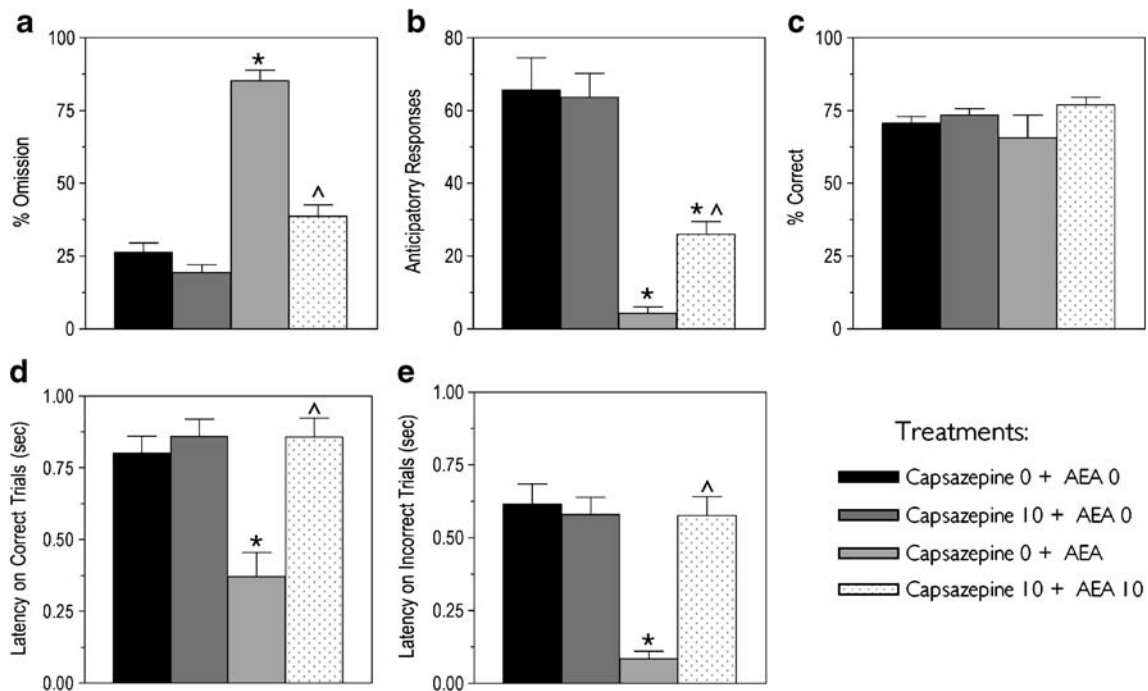 a
% Omission
100
75
50
25
0
*
^
b
Anticipatory Responses
80
60
40
20
0
*
* ^
c
% Correct
100
75
50
25
0
d
Latency on Correct Trials (sec)
1.00
0.75
0.50
0.25
0.00
*
^
e
Latency on Incorrect Trials (sec)
1.00
0.75
0.50
0.25
0.00
*
^
Treatments:
Capsazepine 0 + AEA 0
Capsazepine 10 + AEA 0
Capsazepine 0 + AEA
Capsazepine 10 + AEA 10